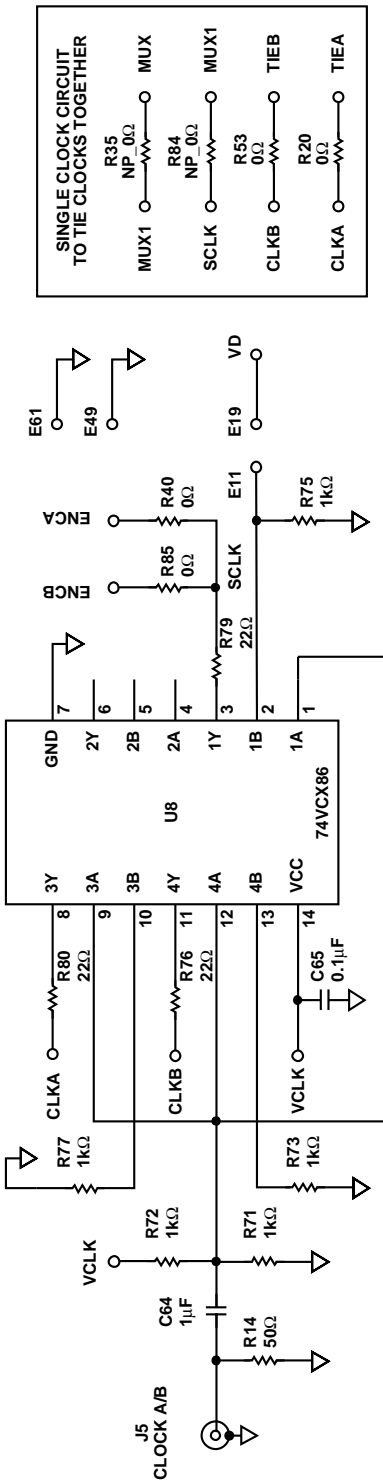 J5
CLOCK A/B
R14
50Ω
C64
1μF
VCLK
R72
1kΩ
R71
1kΩ
R77
1kΩ
R73
1kΩ
CLKA
R80
22Ω
CLKB
R76
22Ω
VCLK
C65
0.1μF
8
9
10
11
12
13
14
3Y
3A
3B
4Y
4A
4B
VCC
U8
74VCX86
GND
2Y
2B
2A
1Y
1B
1A
7
6
5
4
3
2
1
R79
22Ω
SCLK
ENCB
R85
0Ω
ENCA
R40
0Ω
R75
1kΩ
E11
E19
VD
E61
E49
SINGLE CLOCK CIRCUIT
TO TIE CLOCKS TOGETHER
MUX1
R35
NP_0Ω
MUX
SCLK
R84
NP_0Ω
MUX1
CLKB
R53
0Ω
TIEB
CLKA
R20
0Ω
TIEA